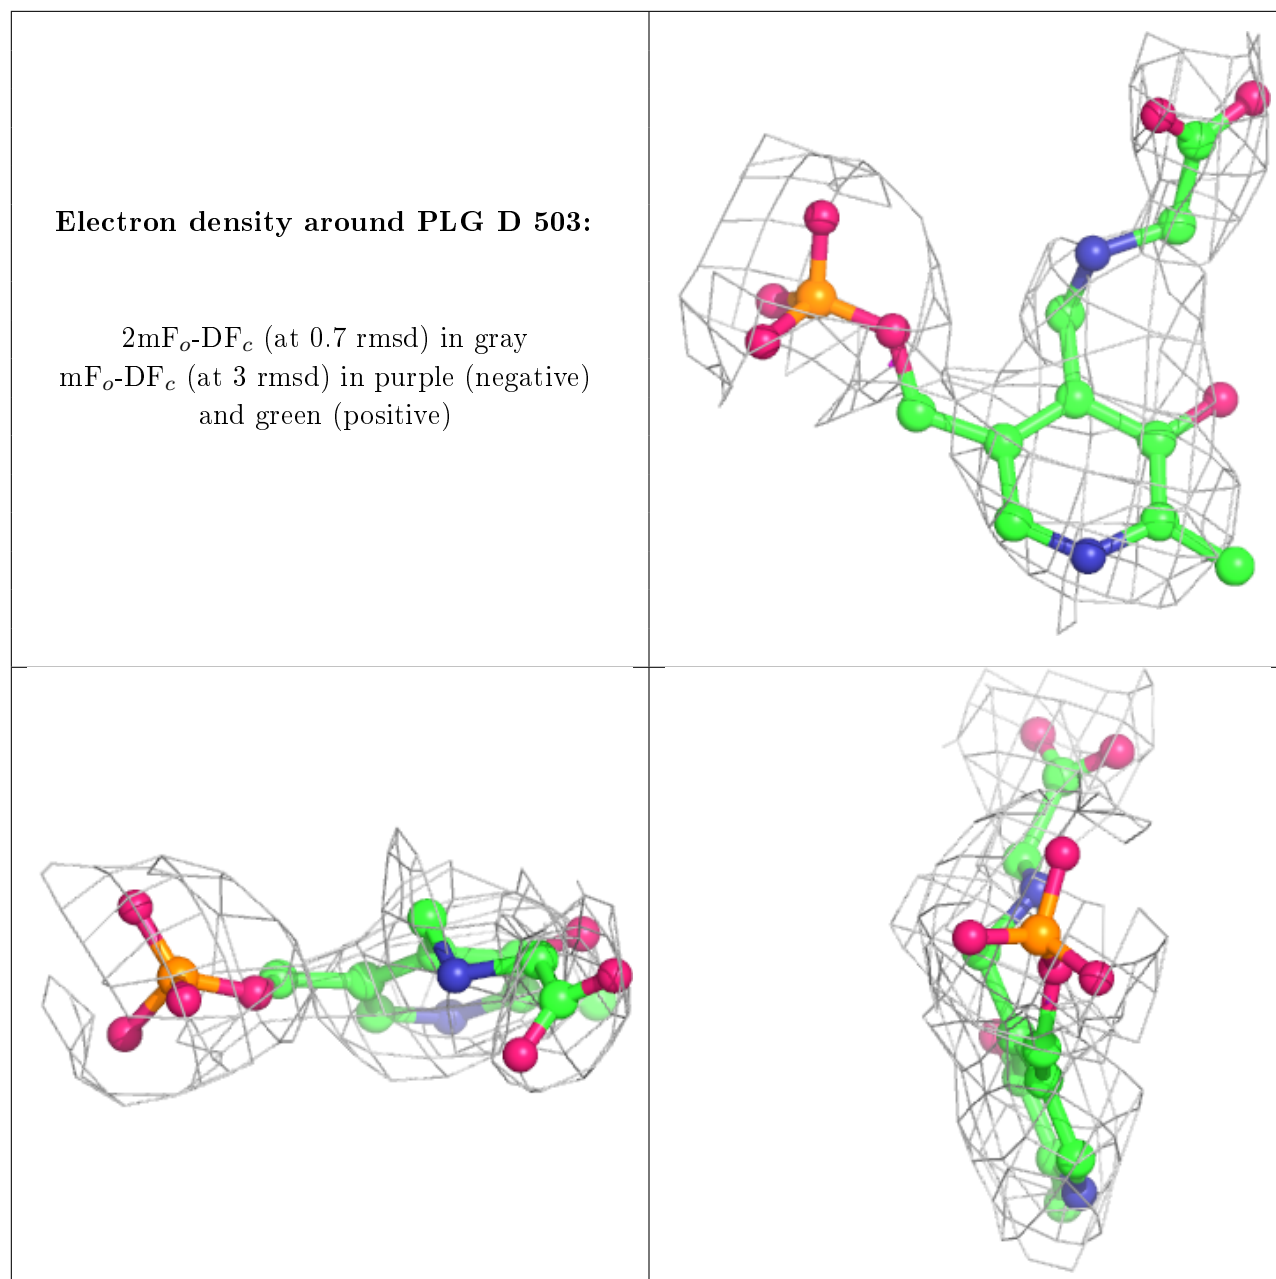 Electron density around PLG D 503:
2mFo-DFc (at 0.7 rmsd) in gray
mFo-DFc (at 3 rmsd) in purple (negative)
and green (positive)